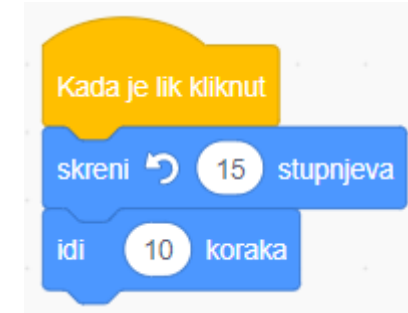 Kada je lik kliknut
skreni 15 stupnjeva
idi 10 koraka